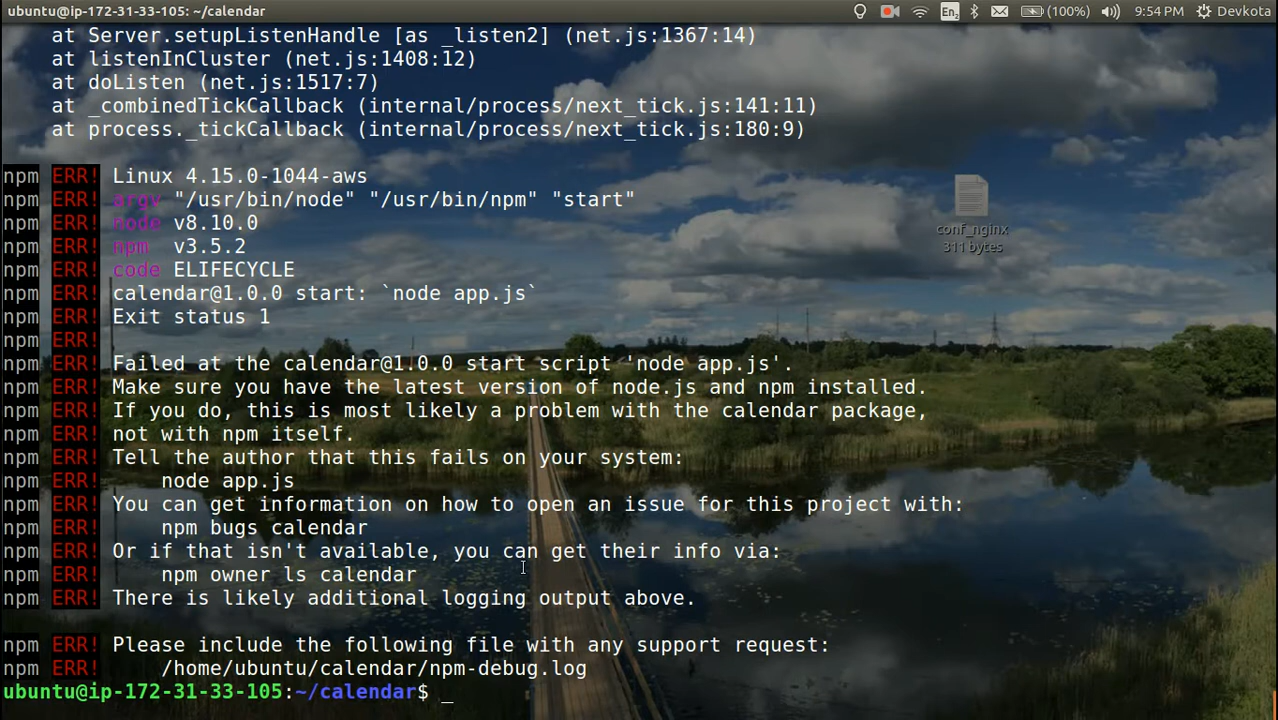 ubuntu@ip-172-31-33-105: ~/calendar
En2
(100%)
9:54 PM
Devkota
at Server.setupListenHandle [as _listen2] (net.js:1367:14)
at listenInCluster (net.js:1408:12)
at doListen (net.js:1517:7)
at _combinedTickCallback (internal/process/next_tick.js:141:11)
at process._tickCallback (internal/process/next_tick.js:180:9)
npm ERR! Linux 4.15.0-1044-aws
npm ERR! argv "/usr/bin/node" "/usr/bin/npm" "start"
npm ERR! node v8.10.0
npm ERR! npm  v3.5.2
npm ERR! code ELIFECYCLE
npm ERR! calendar@1.0.0 start: `node app.js`
npm ERR! Exit status 1
npm ERR!
npm ERR! Failed at the calendar@1.0.0 start script 'node app.js'.
npm ERR! Make sure you have the latest version of node.js and npm installed.
npm ERR! If you do, this is most likely a problem with the calendar package,
npm ERR! not with npm itself.
npm ERR! Tell the author that this fails on your system:
npm ERR!     node app.js
npm ERR! You can get information on how to open an issue for this project with:
npm ERR!     npm bugs calendar
npm ERR! Or if that isn't available, you can get their info via:
npm ERR!     npm owner ls calendar
npm ERR! There is likely additional logging output above.
npm ERR! Please include the following file with any support request:
npm ERR!     /home/ubuntu/calendar/npm-debug.log
ubuntu@ip-172-31-33-105:~/calendar$ _
conf_nginx
311 bytes